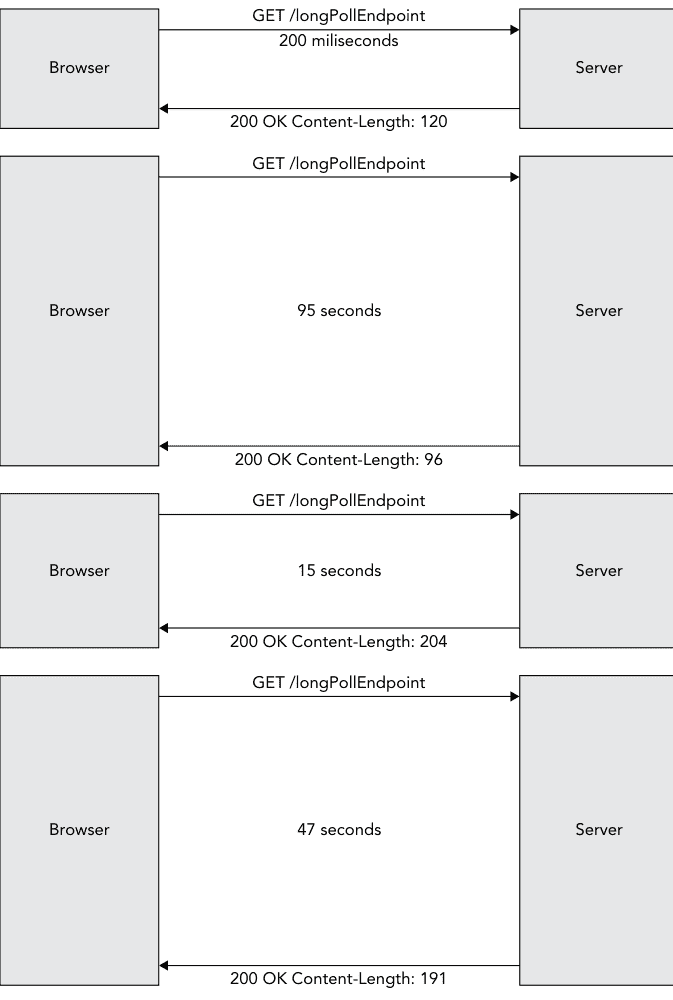 GET /longPollEndpoint
200 miliseconds
Browser
Server
200 OK Content-Length: 120
GET /longPollEndpoint
Browser
95 seconds
Server
200 OK Content-Length: 96
GET /longPollEndpoint
Browser
15 seconds
Server
200 OK Content-Length: 204
GET /longPollEndpoint
Browser
47 seconds
Server
200 OK Content-Length: 191